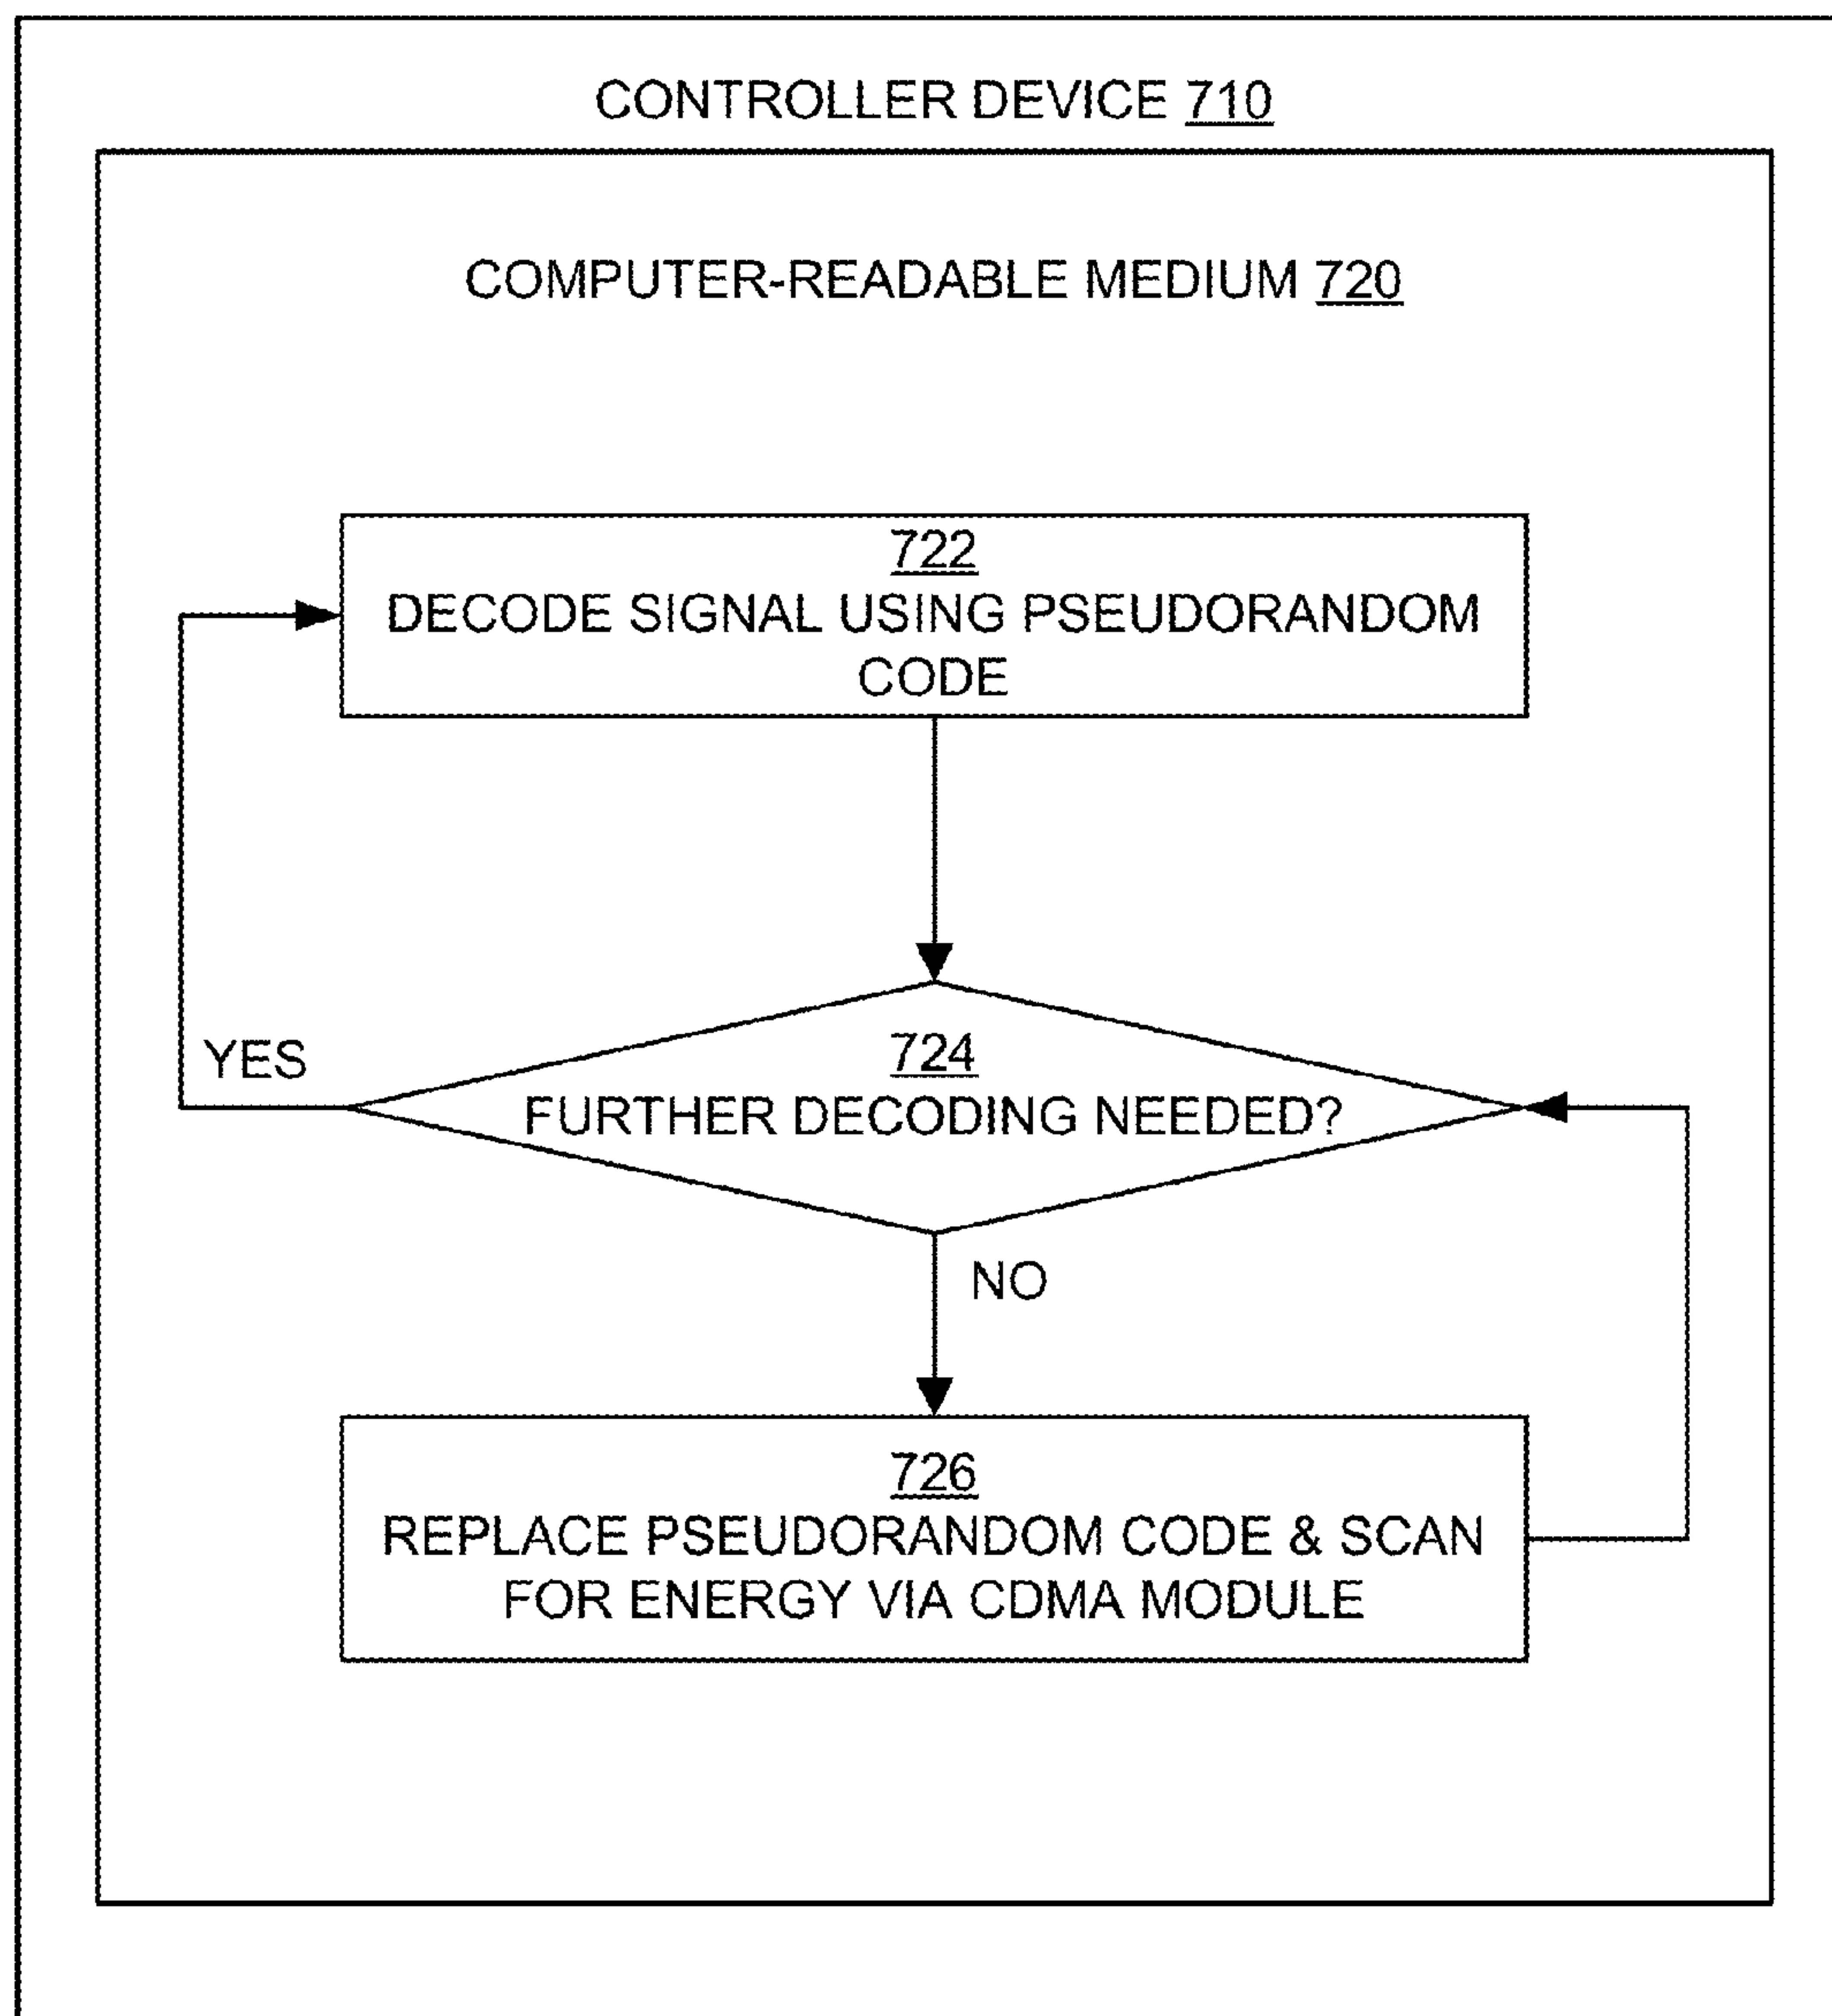 CONTROLLER DEVICE 710
COMPUTER-READABLE MEDIUM 720
722
DECODE SIGNAL USING PSEUDORANDOM
CODE
YES
724
FURTHER DECODING NEEDED?
NO
726
REPLACE PSEUDORANDOM CODE & SCAN
FOR ENERGY VIA CDMA MODULE